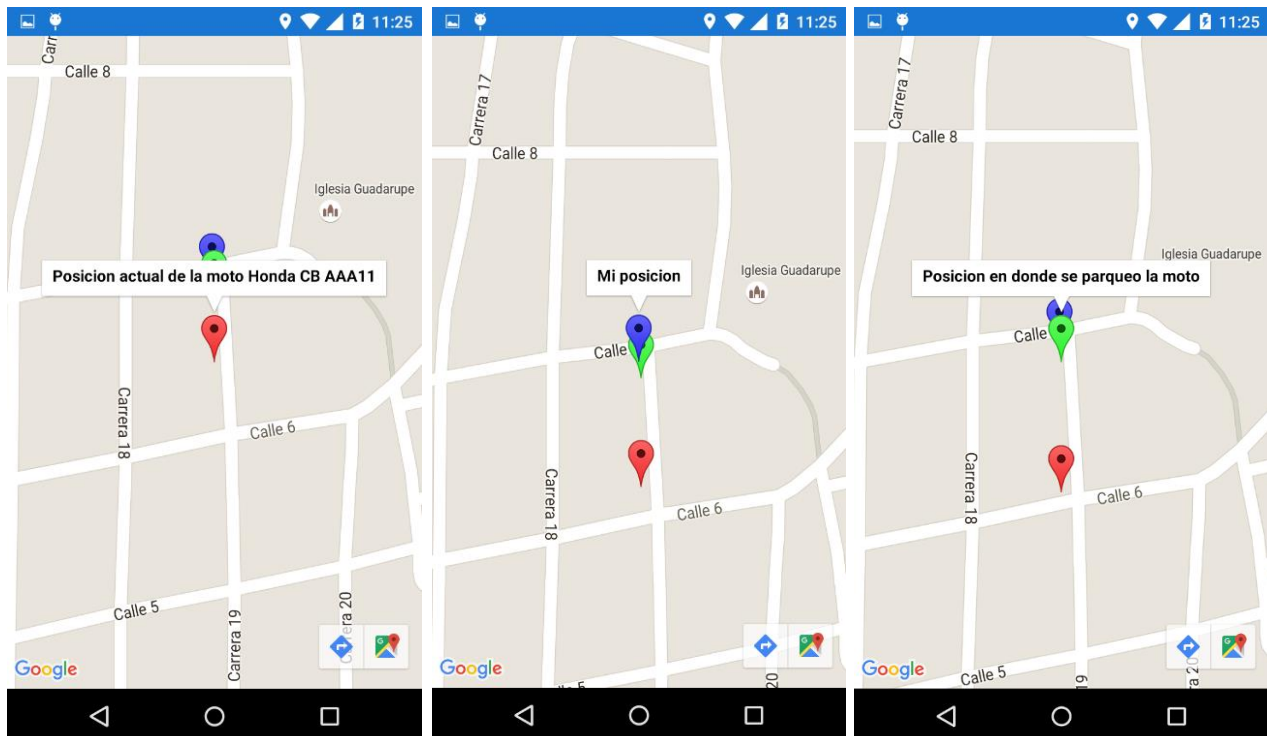 11:25
Carr
Calle 8
Iglesia Guadarupe
Posicion actual de la moto Honda CB AAA11
Carrera 18
Calle 6
Calle 5
Carrera 19
era 20
Google
11:25
Carrera 17
Calle 8
Iglesia Guadarupe
Mi posicion
Calle
Carrera 18
Calle 6
20
Google
11:25
Carrera 17
Calle 8
Iglesia Guadarupe
Posicion en donde se parqueo la moto
Calle
Carrera 18
Calle 6
Calle 5
19
a 20
Google